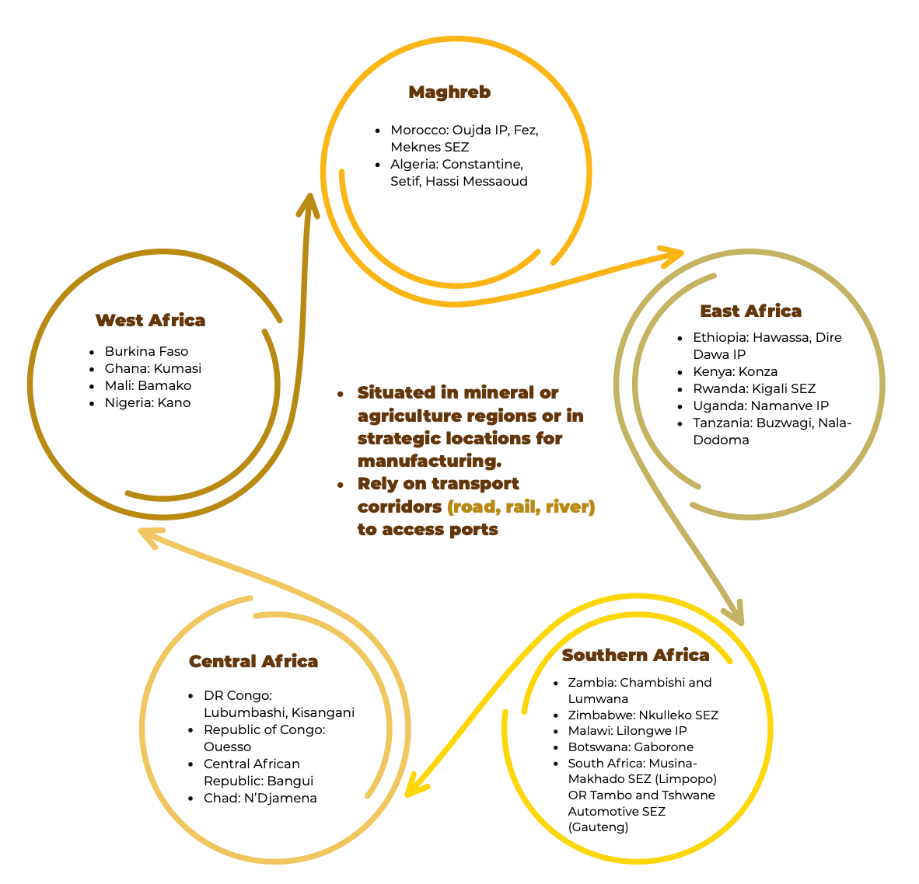 Maghreb
• Morocco: Oujda IP, Fez,
Meknes SEZ
• Algeria: Constantine,
Setif, Hassi Messaoud
West Africa
• Burkina Faso
• Ghana: Kumasi
• Mali: Bamako
• Nigeria: Kano
East Africa
• Ethiopia: Hawassa, Dire
Dawa IP
• Kenya: Konza
• Rwanda: Kigali SEZ
• Uganda: Namanve IP
• Tanzania: Buzwagi, Nala-
Dodoma
• Situated in mineral or
agriculture regions or in
strategic locations for
manufacturing.
• Rely on transport
corridors (road, rail, river)
to access ports
Central Africa
• DR Congo:
Lubumbashi, Kisangani
• Republic of Congo:
Ouesso
• Central African
Republic: Bangui
• Chad: N’Djamena
Southern Africa
• Zambia: Chambishi and
Lumwana
• Zimbabwe: Nkulleko SEZ
• Malawi: Lilongwe IP
• Botswana: Gaborone
• South Africa: Musina-
Makhado SEZ (Limpopo)
OR Tambo and Tshwane
Automotive SEZ
(Gauteng)